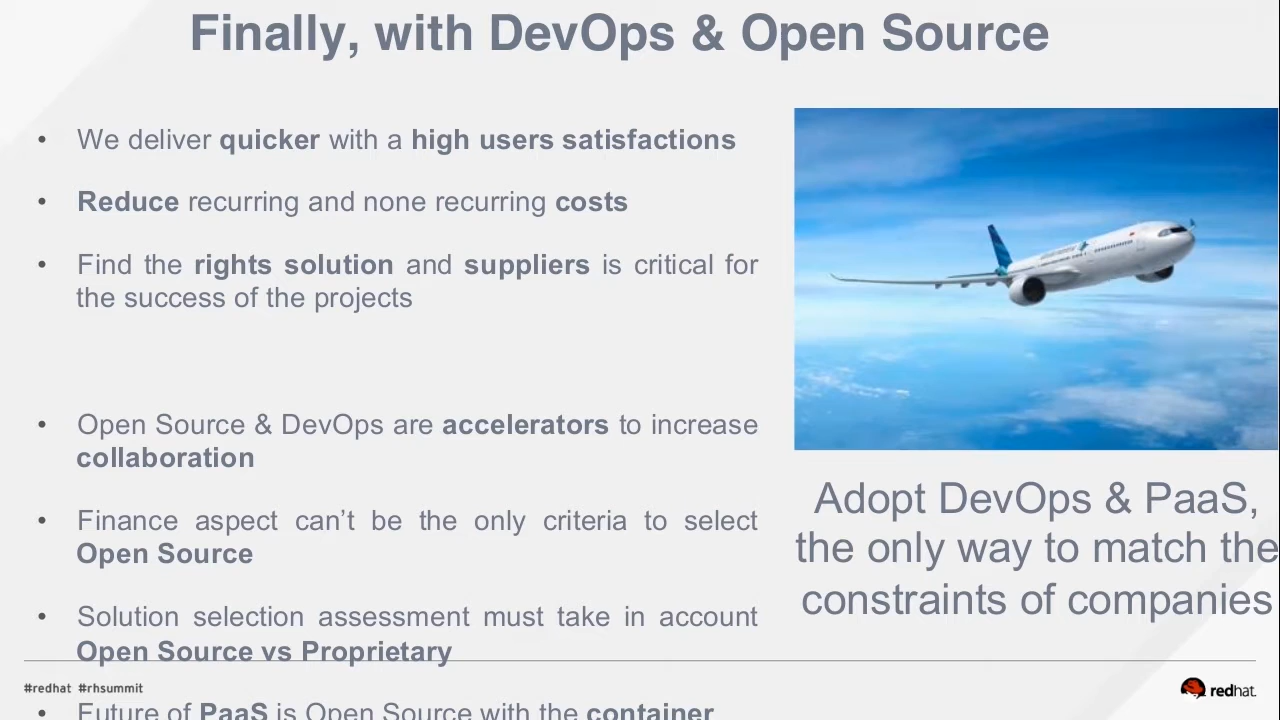 Finally, with DevOps & Open Source
• We deliver quicker with a high users satisfactions
• Reduce recurring and none recurring costs
• Find the rights solution and suppliers is critical for
the success of the projects
• Open Source & DevOps are accelerators to increase
collaboration
• Finance aspect can’t be the only criteria to select
Open Source
• Solution selection assessment must take in account
Open Source vs Proprietary
• Future of PaaS is Open Source with the container
Adopt DevOps & PaaS,
the only way to match the
constraints of companies
#redhat #rhsummit
redhat.